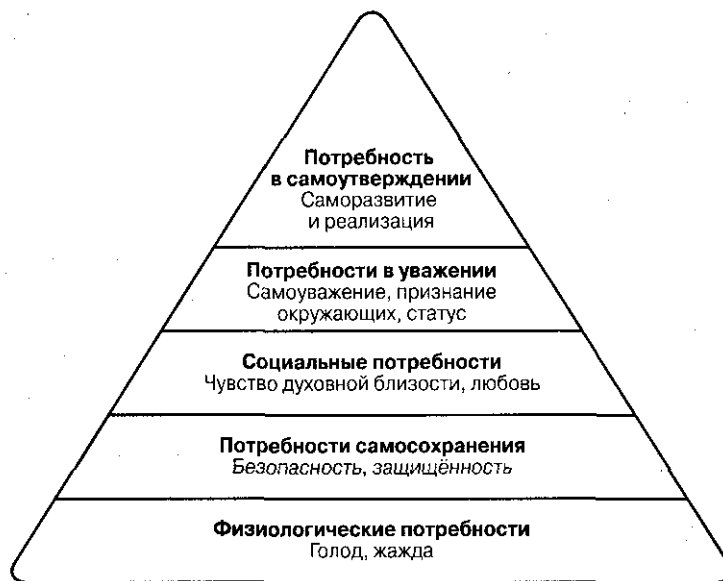 Потребность
в самоутверждении
Саморазвитие
и реализация
Потребности в уважении
Самоуважение, признание
окружающих, статус
Социальные потребности
Чувство духовной близости, любовь
Потребности самосохранения
Безопасность, защищённость
Физиологические потребности
Голод, жажда